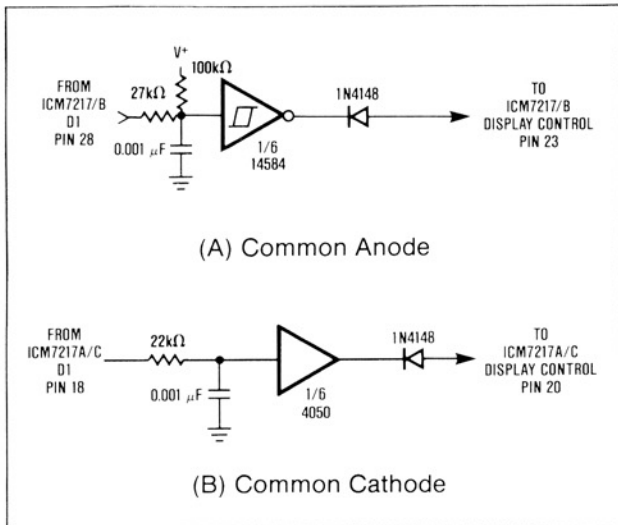 V+
100kΩ
FROM
ICM7217/B
D1
PIN 28
27kΩ
0.001 μF
1/6
14584
1N4148
TO
ICM7217/B
DISPLAY CONTROL
PIN 23
(A) Common Anode
FROM
ICM7217A/C
D1
PIN 18
22kΩ
0.001 μF
1/6
4050
1N4148
TO
ICM7217A/C
DISPLAY CONTROL
PIN 20
(B) Common Cathode